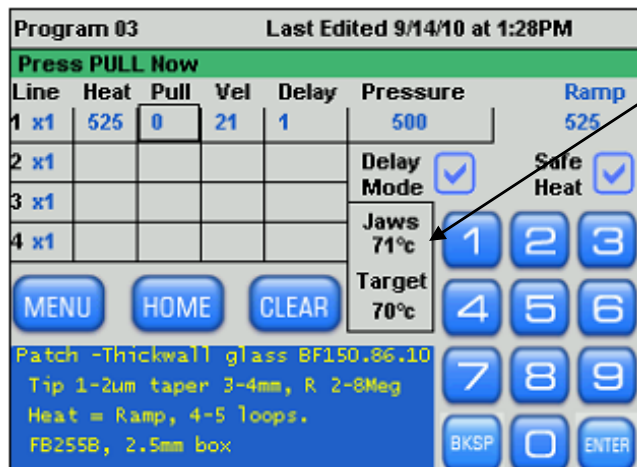 Program 03 Last Edited 9/14/10 at 1:28PM
Press PULL Now
Line Heat Pull Vel Delay Pressure Ramp
1 x1 525 0 21 1 500 525
2 x1
Delay Mode
Safe Heat
3 x1
Jaws
71°c
4 x1
Target
70°c
1 2 3
MENU HOME CLEAR
4 5 6
Patch -Thickwall glass BF150.86.10
Tip 1-2um taper 3-4mm, R 2-8Meg
Heat = Ramp, 4-5 loops.
FB255B, 2.5mm box
7 8 9
BKSP 0 ENTER